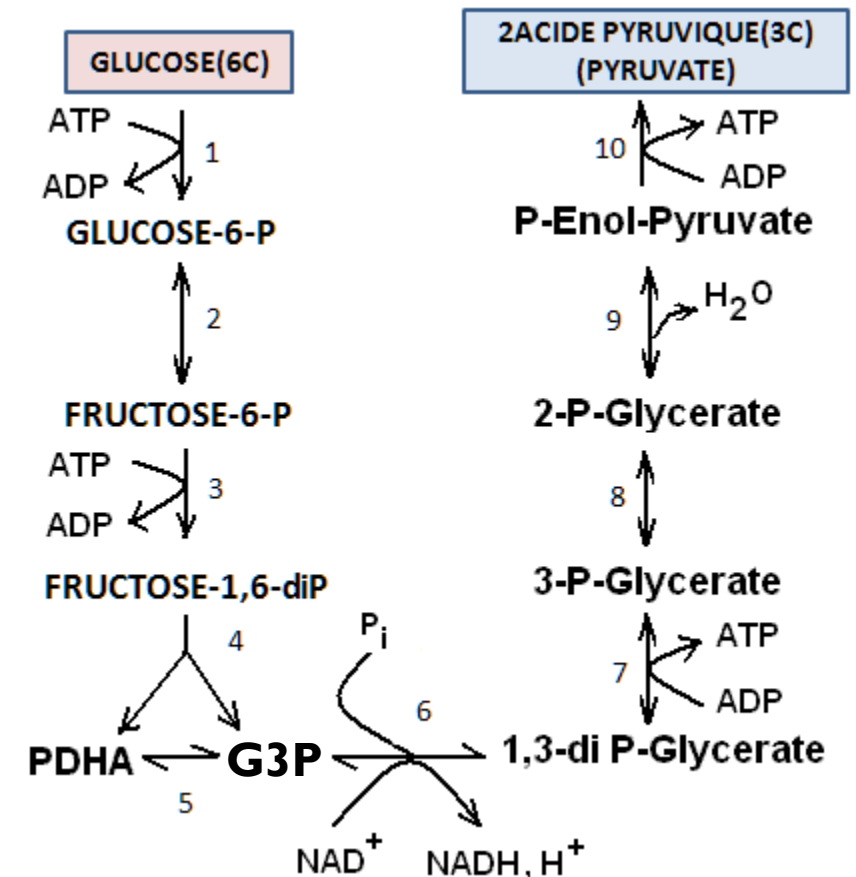 GLUCOSE(6C)
ATP
1
ADP
GLUCOSE-6-P
2
FRUCTOSE-6-P
ATP
3
ADP
FRUCTOSE-1,6-diP
4
PDHA
5
G3P
Pi
6
NAD+
NADH, H+
1,3-di P-Glycerate
7
ATP
ADP
3-P-Glycerate
8
2-P-Glycerate
9
H2O
P-Enol-Pyruvate
10
ATP
ADP
2ACIDE PYRUVIQUE(3C)
(PYRUVATE)